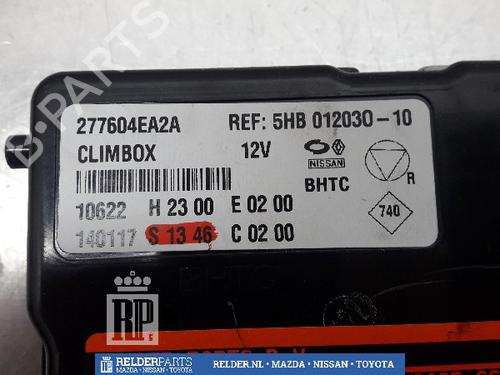 277604EA2A REF: 5HB 012030-10
CLIMBOX 12V
NISSAN
BHTC R
10622 H 23 00 E 02 00
140117 S 13 46 C 02 00
740
BHTC
B-PARTS
RP
RELDERPARTS
MAZDA - NISSAN - TOYOTA
RELDER.NL - MAZDA - NISSAN - TOYOTA